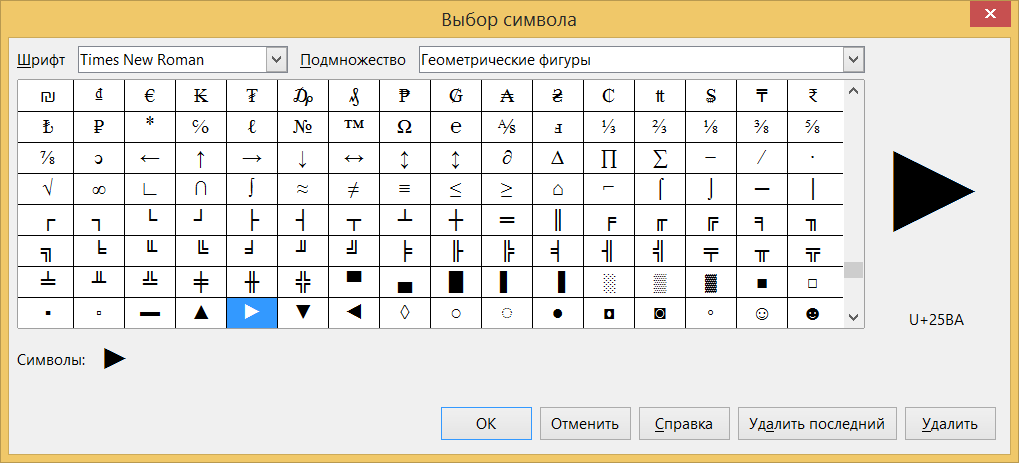 Выбор символа
Шрифт Times New Roman Подмножество Геометрические фигуры
₪ ₫ € ₭ ₮ ₯ ₰ ₱ ₲ ₳ ₴ ₵ ₶ ₷ ₸ ₹
₺ ₽ ℀ ℓ № ™ Ω ℮ ⅍ ⅎ ⅓ ⅔ ⅛ ⅜ ⅝
⅞ ↄ ← ↑ → ↓ ↔ ↕ ↨ ∂ ∆ ∏ ∑ − ∕ ∙
√ ∞ ∟ ∩ ∫ ≈ ≠ ≡ ≤ ≥ ⌂ ⌐ ⌠ ⌡ ─ │
┌ ┐ └ ┘ ├ ┤ ┬ ┴ ┼ ═ ║ ╒ ╓ ╔ ╕ ╖
╗ ╘ ╙ ╚ ╛ ╜ ╝ ╞ ╟ ╠ ╡ ╢ ╣ ╤ ╥ ╦
╧ ╨ ╩ ╪ ╫ ╬ ▀ ▄ █ ▌ ▐ ░ ▒ ▓ ■ □
▪ ▫ ▬ ▲ ► ▼ ◄ ◊ ○ ◌ ● ◘ ◙ ◦ ☺ ☻
►
U+25BA
Символы: ►
ОК Отменить Справка Удалить последний Удалить